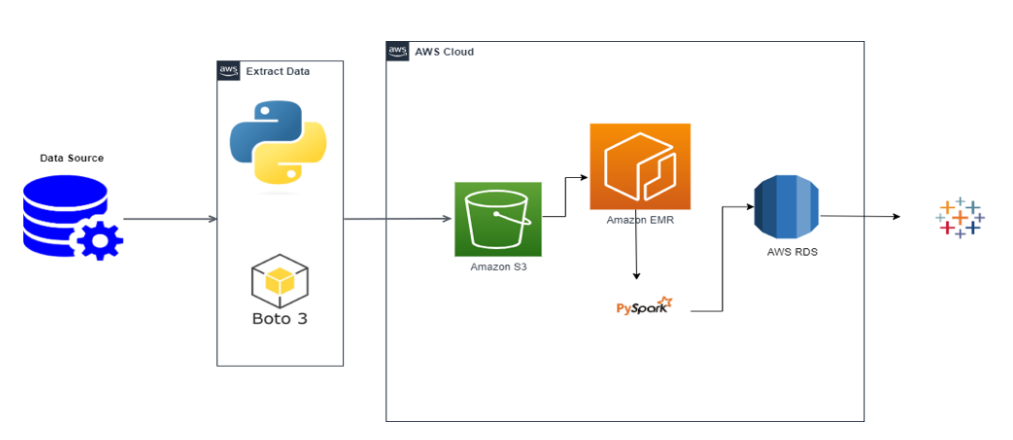 aws
AWS Cloud
aws
Extract Data
Data Source
Amazon S3
Amazon EMR
AWS RDS
PySpark
Boto 3